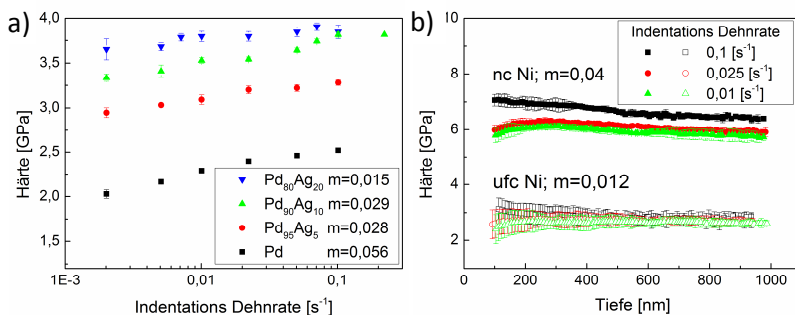 a)
Härte [GPa]
4,0
3,5
3,0
2,5
2,0
1E-3
0,01
0,1
Indentations Dehnrate [s⁻¹]
Pd₈₀Ag₂₀ m=0,015
Pd₉₀Ag₁₀ m=0,029
Pd₉₅Ag₅ m=0,028
Pd m=0,056
b)
Härte [GPa]
10
8
6
4
2
0
200
400
600
800
1000
Tiefe [nm]
Indentations Dehnrate
0,1 [s⁻¹]
0,025 [s⁻¹]
0,01 [s⁻¹]
nc Ni; m=0,04
ufc Ni; m=0,012